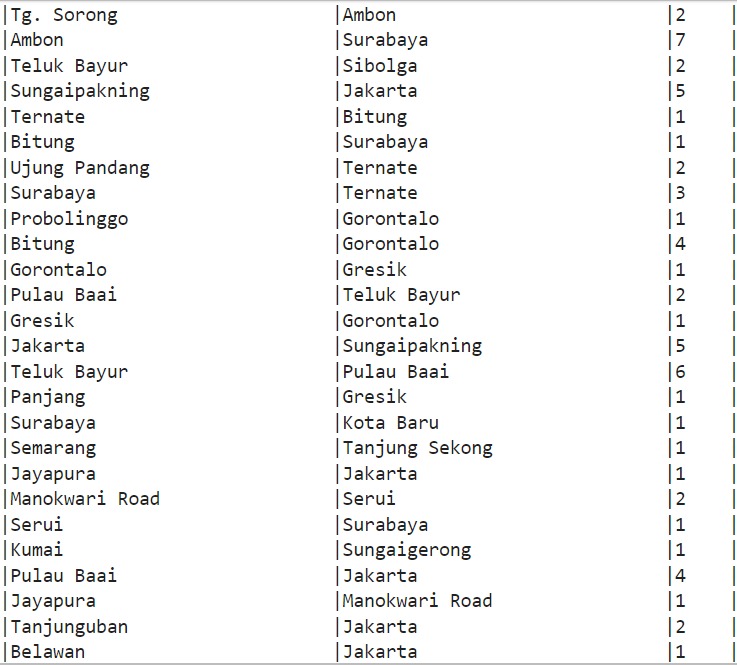 |Tg. Sorong |Ambon |2 |
|Ambon |Surabaya |7 |
|Teluk Bayur |Sibolga |2 |
|Sungaipakning |Jakarta |5 |
|Ternate |Bitung |1 |
|Bitung |Surabaya |1 |
|Ujung Pandang |Ternate |2 |
|Surabaya |Ternate |3 |
|Probolinggo |Gorontalo |1 |
|Bitung |Gorontalo |4 |
|Gorontalo |Gresik |1 |
|Pulau Baai |Teluk Bayur |2 |
|Gresik |Gorontalo |1 |
|Jakarta |Sungaipakning |5 |
|Teluk Bayur |Pulau Baai |6 |
|Panjang |Gresik |1 |
|Surabaya |Kota Baru |1 |
|Semarang |Tanjung Sekong |1 |
|Jayapura |Jakarta |1 |
|Manokwari Road |Serui |2 |
|Serui |Surabaya |1 |
|Kumai |Sungaigerong |1 |
|Pulau Baai |Jakarta |4 |
|Jayapura |Manokwari Road |1 |
|Tanjunguban |Jakarta |2 |
|Belawan |Jakarta |1 |